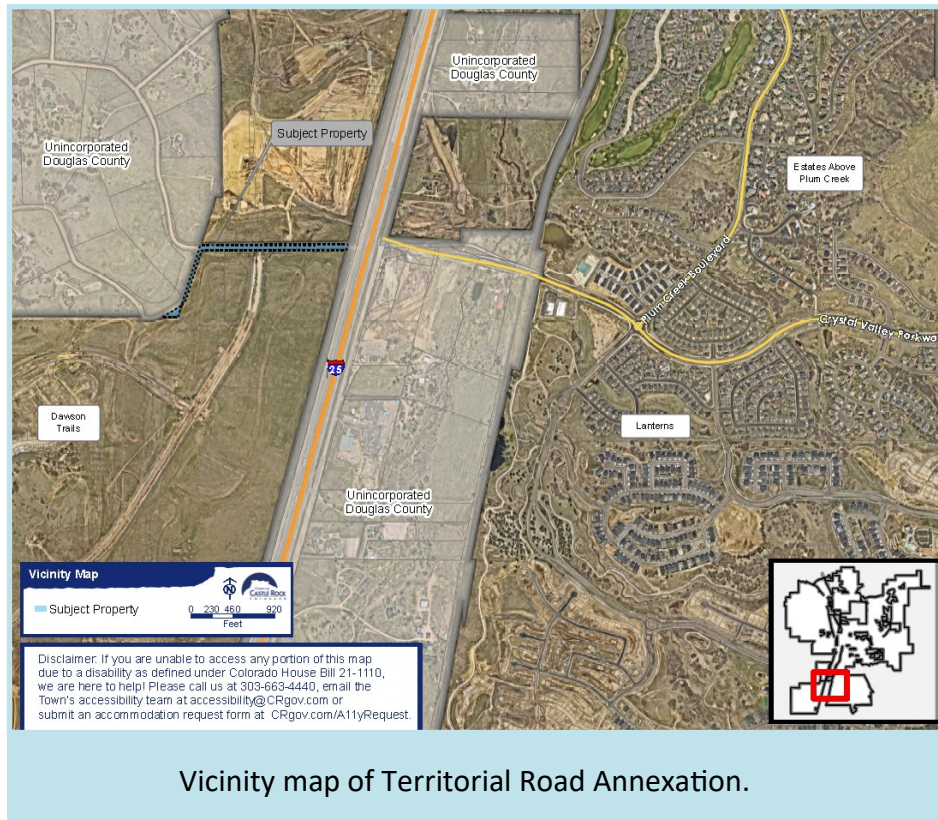 Unincorporated
Douglas County
Subject Property
Unincorporated
Douglas County
Estates Above
Plum Creek
Plum Creek Boulevard
Crystal Valley Parkwa
25
Dawson
Trails
Lanterns
Unincorporated
Douglas County
Vicinity Map
N
CASTLE ROCK
COLORADO
Subject Property
0 230 460 920
Feet
Disclaimer: If you are unable to access any portion of this map
due to a disability as defined under Colorado House Bill 21-1110,
we are here to help! Please call us at 303-663-4440, email the
Town's accessibility team at accessibility@CRgov.com or
submit an accommodation request form at CRgov.com/A11yRequest.
Vicinity map of Territorial Road Annexation.